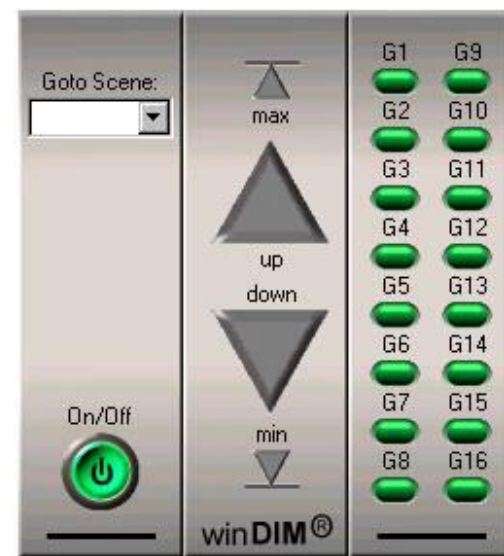 Goto Scene:
On/Off
max
up
down
min
winDIM®
G1 G9
G2 G10
G3 G11
G4 G12
G5 G13
G6 G14
G7 G15
G8 G16